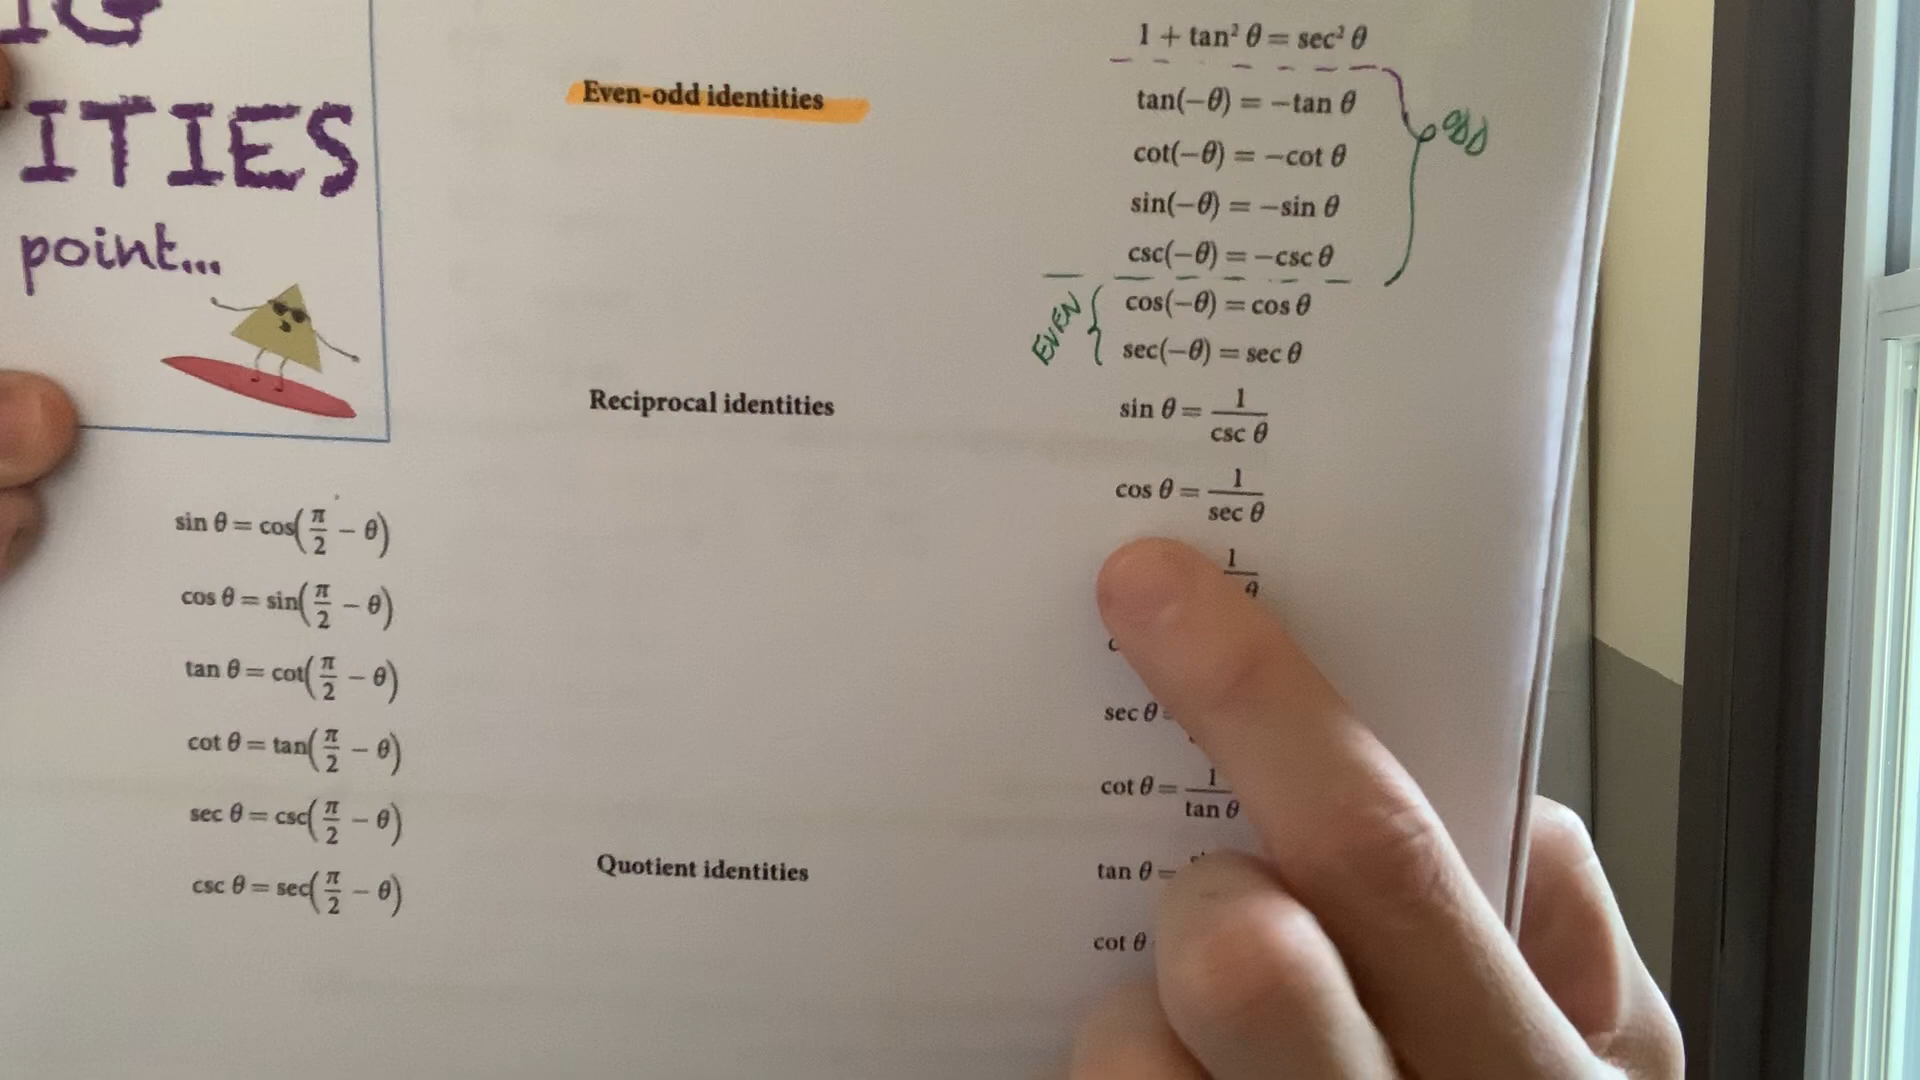 ITIES
point...
1 + tan² θ = sec² θ
Even-odd identities
tan(−θ) = −tan θ
cot(−θ) = −cot θ
sin(−θ) = −sin θ
csc(−θ) = −csc θ
ODD
cos(−θ) = cos θ
sec(−θ) = sec θ
EVEN
Reciprocal identities
sin θ = 1/csc θ
cos θ = 1/sec θ
1/θ
sec θ =
cot θ = 1/tan θ
Quotient identities
tan θ =
cot θ
sin θ = cos(π/2 − θ)
cos θ = sin(π/2 − θ)
tan θ = cot(π/2 − θ)
cot θ = tan(π/2 − θ)
sec θ = csc(π/2 − θ)
csc θ = sec(π/2 − θ)